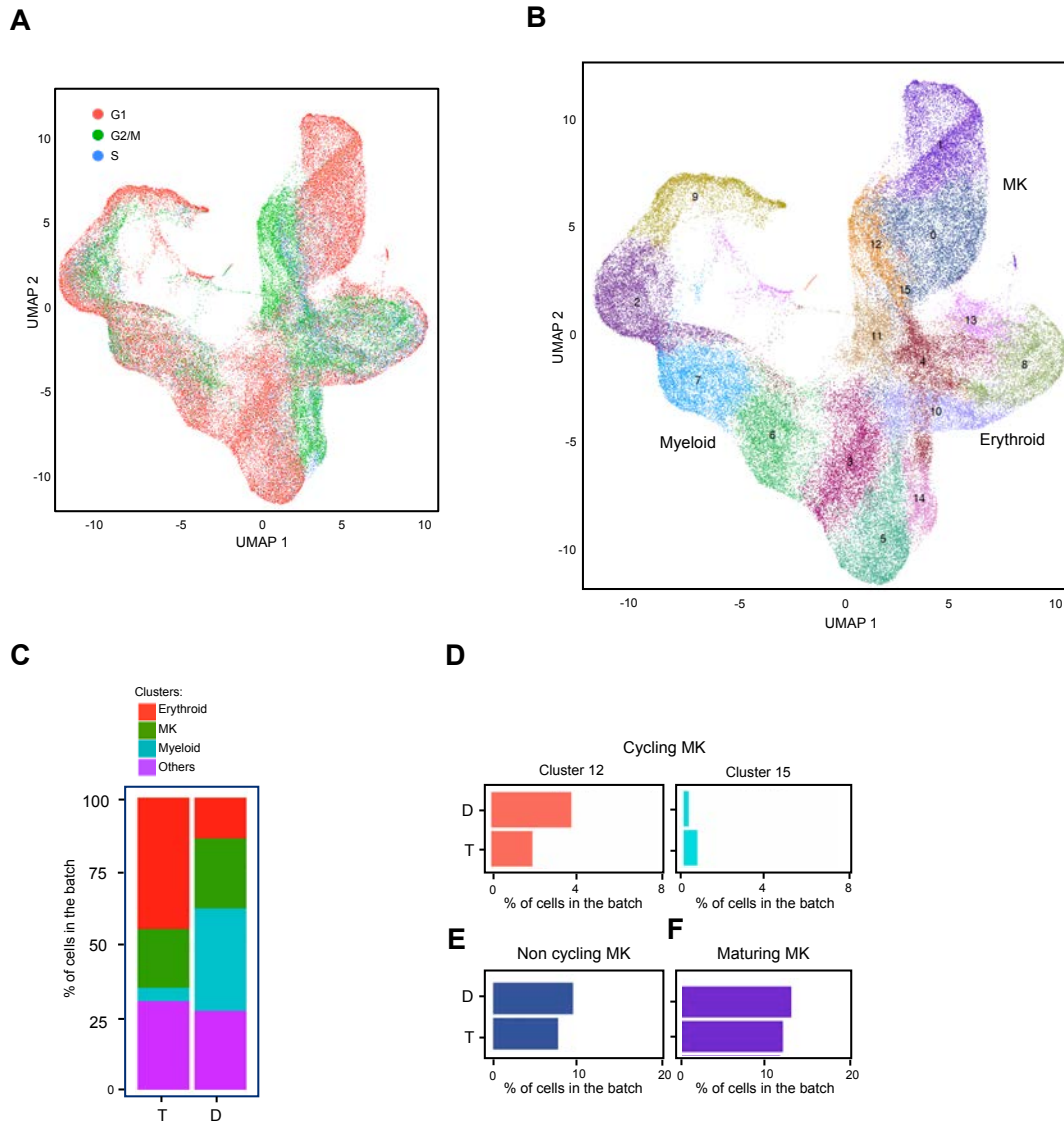 A
G1
G2/M
S
10
5
0
-5
-10
UMAP 2
-10
-5
0
5
10
UMAP 1
B
10
5
0
-5
-10
UMAP 2
1
MK
9
0
12
2
15
13
11
4
8
7
10
Myeloid
6
3
Erythroid
14
5
-10
-5
0
5
10
UMAP 1
C
Clusters:
Erythroid
MK
Myeloid
Others
100
75
50
25
0
% of cells in the batch
T
D
D
Cycling MK
Cluster 12
Cluster 15
D
T
0
4
8
0
4
8
% of cells in the batch
% of cells in the batch
E
Non cycling MK
D
T
0
10
20
% of cells in the batch
F
Maturing MK
0
10
20
% of cells in the batch